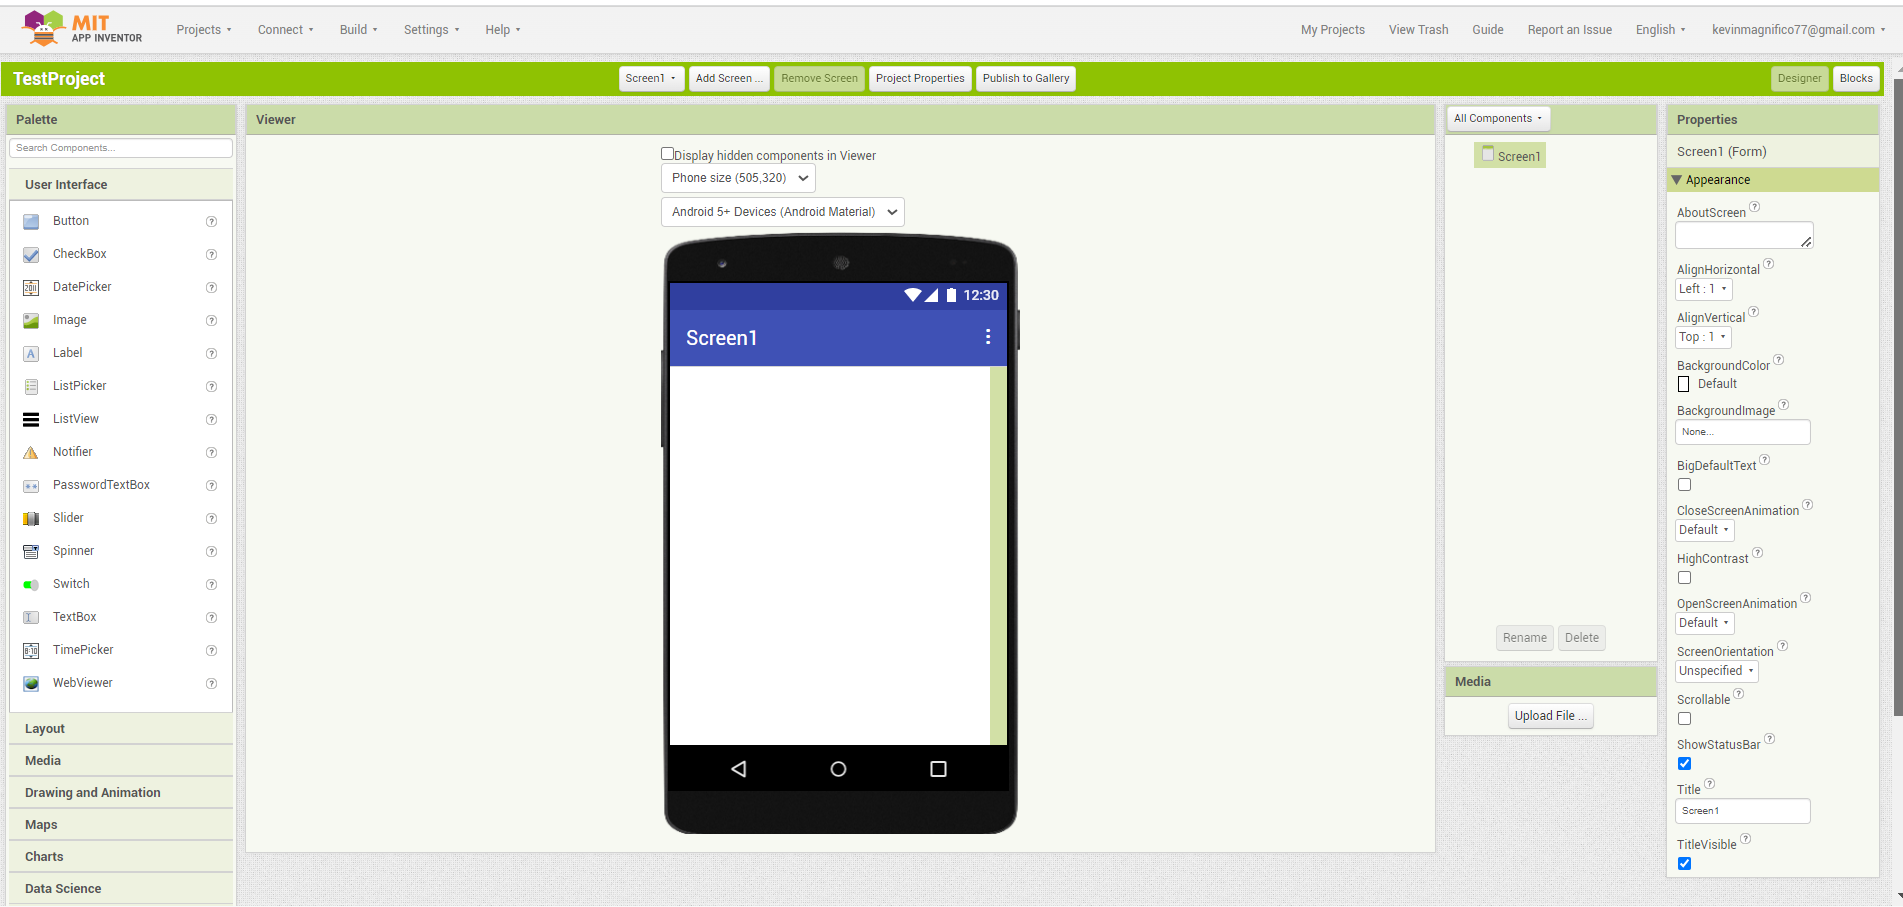 MIT
APP INVENTOR
Projects
Connect
Build
Settings
Help
My Projects
View Trash
Guide
Report an Issue
English
kevinmagnifico77@gmail.com
TestProject
Screen1
Add Screen ...
Remove Screen
Project Properties
Publish to Gallery
Designer
Blocks
Palette
Search Components...
User Interface
Button
CheckBox
DatePicker
Image
Label
ListPicker
ListView
Notifier
PasswordTextBox
Slider
Spinner
Switch
TextBox
TimePicker
WebViewer
Layout
Media
Drawing and Animation
Maps
Charts
Data Science
Viewer
Display hidden components in Viewer
Phone size (505,320)
Android 5+ Devices (Android Material)
12:30
Screen1
All Components
Screen1
Rename
Delete
Media
Upload File ...
Properties
Screen1 (Form)
Appearance
AboutScreen
AlignHorizontal
Left : 1
AlignVertical
Top : 1
BackgroundColor
Default
BackgroundImage
None...
BigDefaultText
CloseScreenAnimation
Default
HighContrast
OpenScreenAnimation
Default
ScreenOrientation
Unspecified
Scrollable
ShowStatusBar
Title
Screen1
TitleVisible